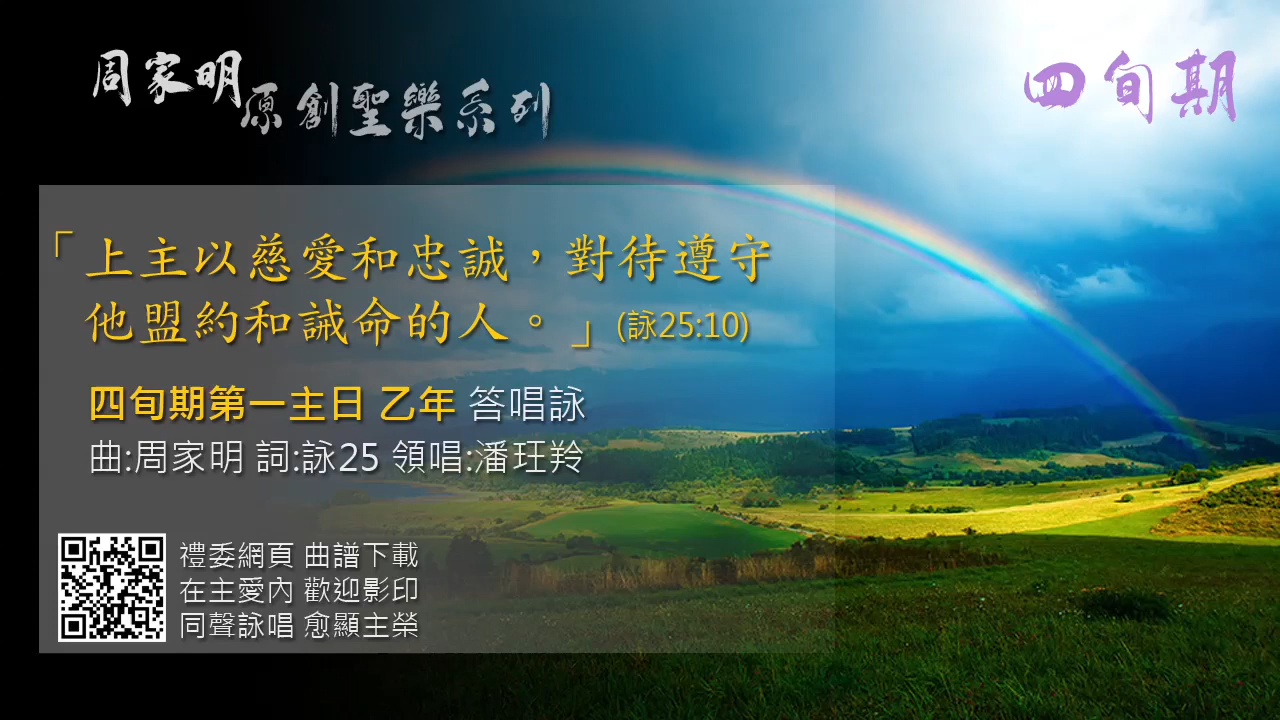 周家明原創聖樂系列
四旬期
「上主以慈愛和忠誠，對待遵守
他盟約和誡命的人。」(詠25:10)
四旬期第一主日 乙年 答唱詠
曲:周家明 詞:詠25 領唱:潘玨羚
禮委網頁 曲譜下載
在主愛內 歡迎影印
同聲詠唱 愈顯主榮